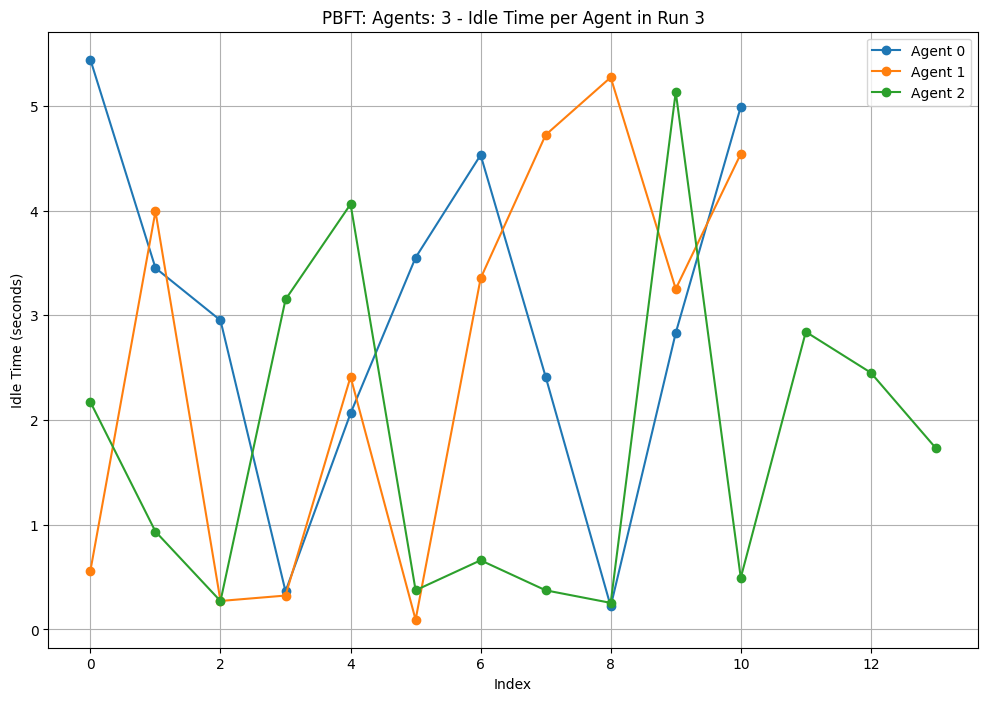 PBFT: Agents: 3 - Idle Time per Agent in Run 3
Agent 0
Agent 1
Agent 2
Idle Time (seconds)
5
4
3
2
1
0
0 2 4 6 8 10 12
Index